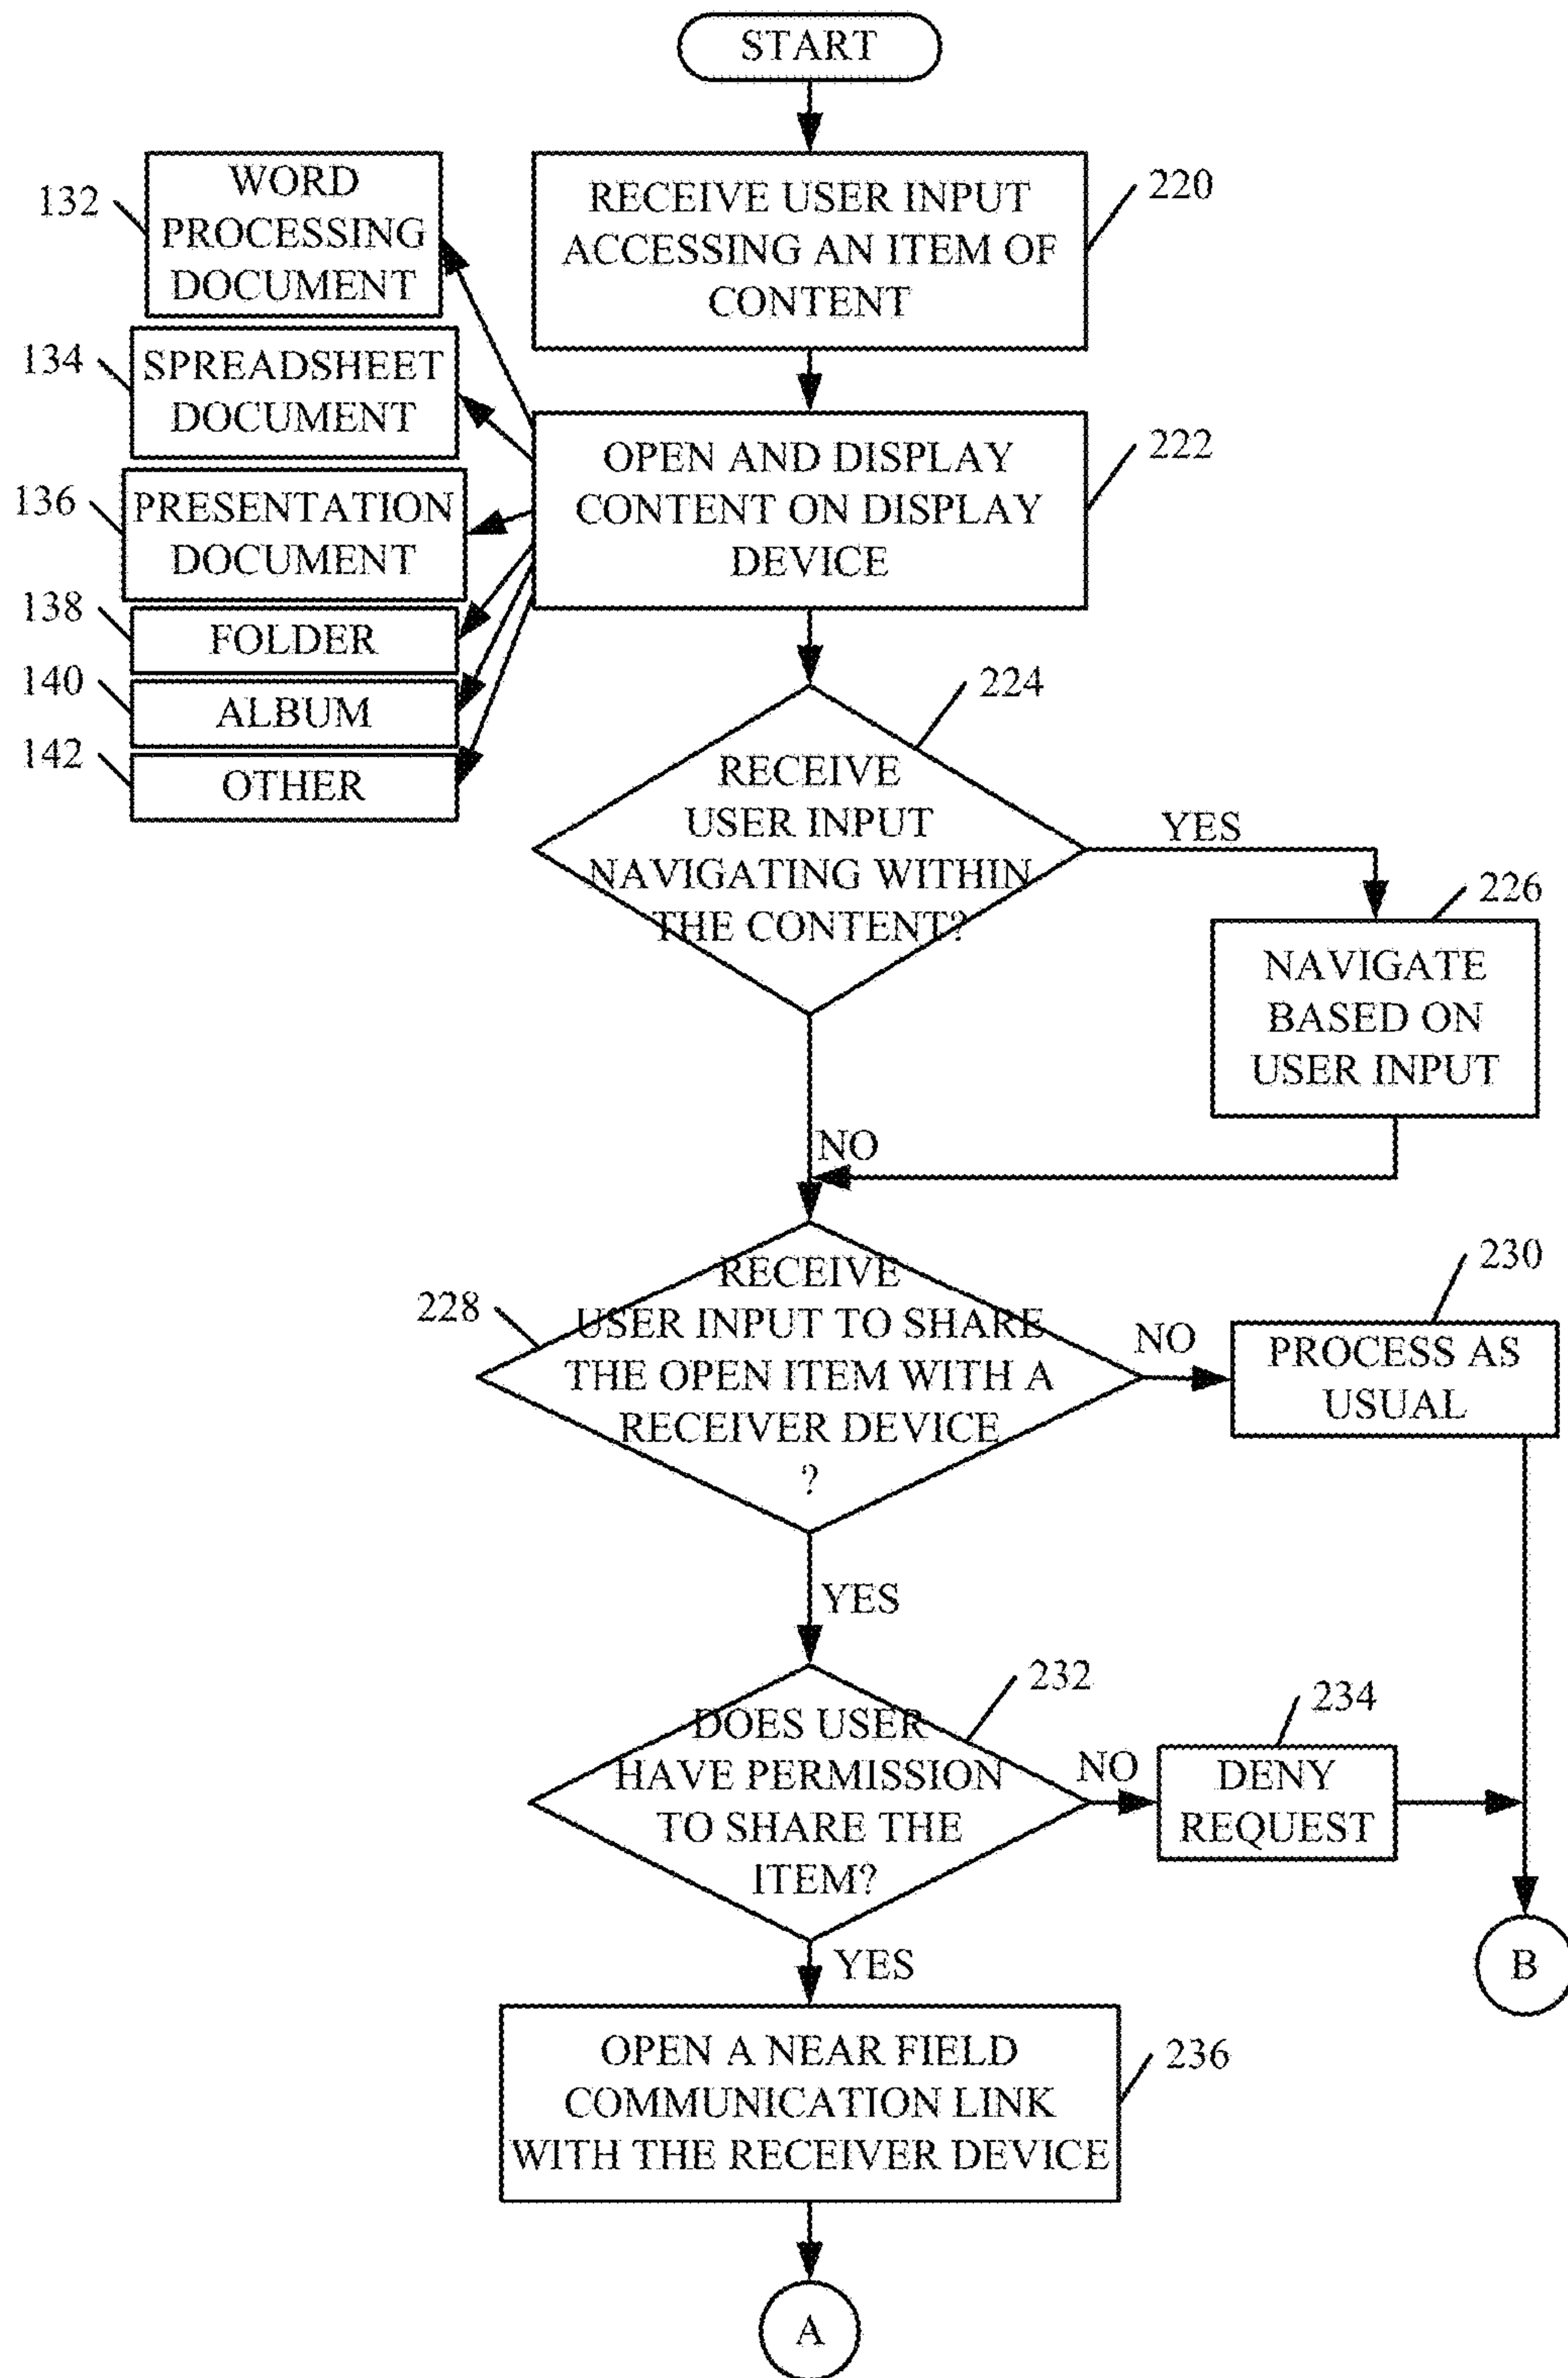 START
RECEIVE USER INPUT
ACCESSING AN ITEM OF
CONTENT
220
132
WORD
PROCESSING
DOCUMENT
134
SPREADSHEET
DOCUMENT
136
PRESENTATION
DOCUMENT
138
FOLDER
140
ALBUM
142
OTHER
OPEN AND DISPLAY
CONTENT ON DISPLAY
DEVICE
222
224
RECEIVE
USER INPUT
NAVIGATING WITHIN
THE CONTENT?
YES
226
NAVIGATE
BASED ON
USER INPUT
NO
228
RECEIVE
USER INPUT TO SHARE
THE OPEN ITEM WITH A
RECEIVER DEVICE
?
NO
230
PROCESS AS
USUAL
YES
232
DOES USER
HAVE PERMISSION
TO SHARE THE
ITEM?
NO
234
DENY
REQUEST
B
YES
OPEN A NEAR FIELD
COMMUNICATION LINK
WITH THE RECEIVER DEVICE
236
A